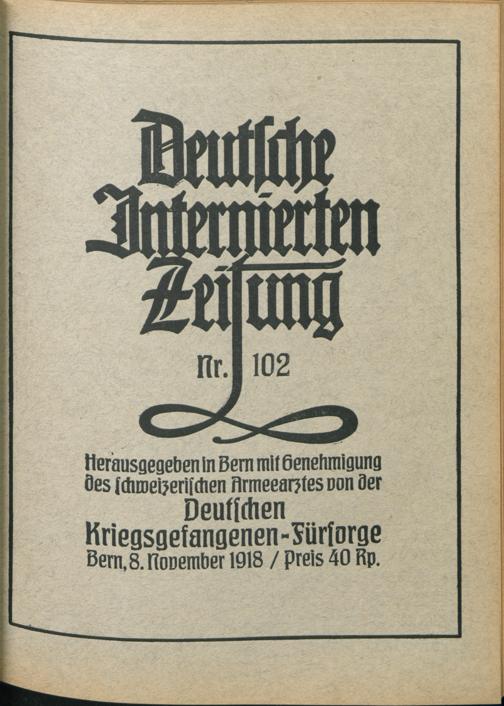 Deutſche
Internierten
Zeitung
Nr. 102
Herausgegeben in Bern mit Genehmigung
des ſchweizeriſchen Armeearztes von der
Deutſchen
Kriegsgefangenen-Fürſorge
Bern, 8. November 1918 / Preis 40 Rp.